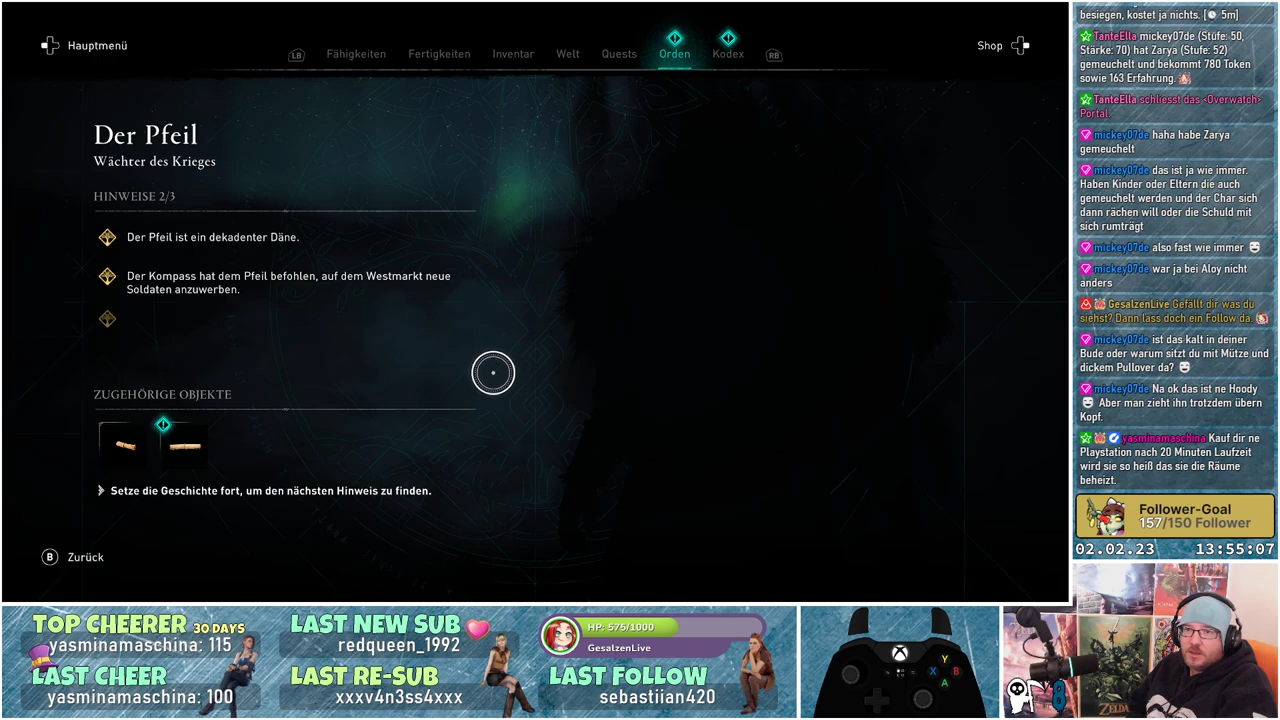 Hauptmenü
LB
Fähigkeiten
Fertigkeiten
Inventar
Welt
Quests
Orden
Kodex
RB
Shop
Der Pfeil
Wächter des Krieges
HINWEISE 2/3
Der Pfeil ist ein dekadenter Däne.
Der Kompass hat dem Pfeil befohlen, auf dem Westmarkt neue
Soldaten anzuwerben.
ZUGEHÖRIGE OBJEKTE
Setze die Geschichte fort, um den nächsten Hinweis zu finden.
B Zurück
besiegen, kostet ja nichts. [5m]
TanteElla mickey07de (Stufe: 50,
Stärke: 70) hat Zarya (Stufe: 52)
gemeuchelt und bekommt 780 Token
sowie 163 Erfahrung.
TanteElla schliesst das <Overwatch>
Portal.
mickey07de haha habe Zarya
gemeuchelt
mickey07de das ist ja wie immer.
Haben Kinder oder Eltern die auch
gemeuchelt werden und der Char sich
dann rächen will oder die Schuld mit
sich rumträgt
mickey07de also fast wie immer
mickey07de war ja bei Aloy nicht
anders
GesalzenLive Gefällt dir was du
siehst? Dann lass doch ein Follow da.
mickey07de ist das kalt in deiner
Bude oder warum sitzt du mit Mütze und
dickem Pullover da?
mickey07de Na ok das ist ne Hoody
Aber man zieht ihn trotzdem übern
Kopf.
yasminamaschina Kauf dir ne
Playstation nach 20 Minuten Laufzeit
wird sie so heiß das sie die Räume
beheizt.
Follower-Goal
157/150 Follower
02.02.23 13:55:07
TOP CHEERER 30 DAYS
yasminamaschina: 115
LAST CHEER
yasminamaschina: 100
LAST NEW SUB
redqueen_1992
LAST RE-SUB
xxxv4n3ss4xxx
HP: 575/1000
GesalzenLive
LAST FOLLOW
sebastiian420
Y
X
B
A
8
ZELDA